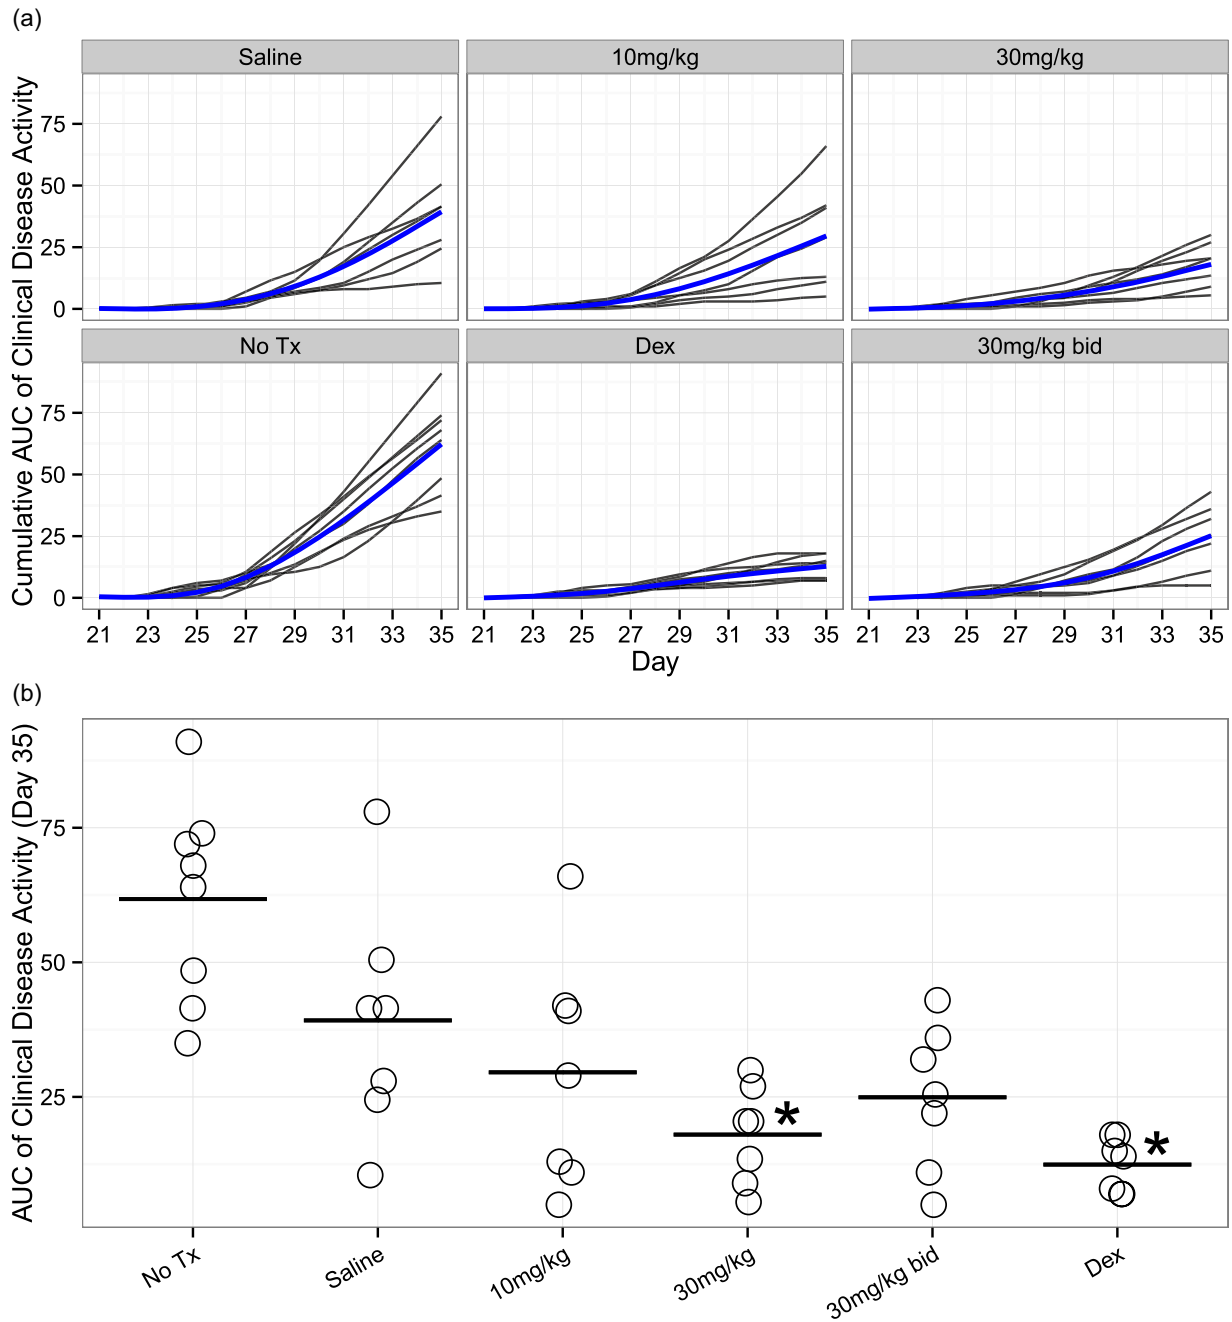 (a)
Saline 10mg/kg 30mg/kg
75
50
25
0
No Tx Dex 30mg/kg bid
75
50
25
0
Cumulative AUC of Clinical Disease Activity
21 23 25 27 29 31 33 35 21 23 25 27 29 31 33 35 21 23 25 27 29 31 33 35
Day
(b)
AUC of Clinical Disease Activity (Day 35)
75
50
25
*
*
No Tx Saline 10mg/kg 30mg/kg 30mg/kg bid Dex